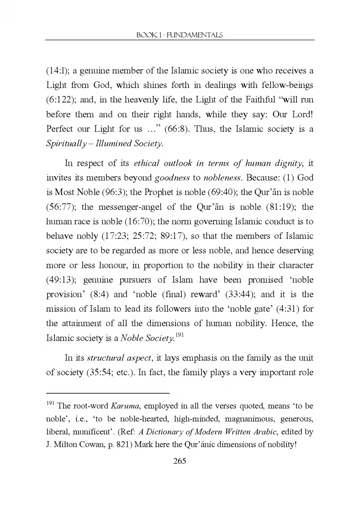 BOOK 1 - FUNDAMENTALS
(14:1); a genuine member of the Islamic society is one who receives a
Light from God, which shines forth in dealings with fellow-beings
(6:122); and, in the heavenly life, the Light of the Faithful “will run
before them and on their right hands, while they say: Our Lord!
Perfect our Light for us …” (66:8). Thus, the Islamic society is a
Spiritually – Illumined Society.
In respect of its ethical outlook in terms of human dignity, it
invites its members beyond goodness to nobleness. Because: (1) God
is Most Noble (96:3); the Prophet is noble (69:40); the Qur’ān is noble
(56:77); the messenger-angel of the Qur’ān is noble (81:19); the
human race is noble (16:70); the norm governing Islamic conduct is to
behave nobly (17:23; 25:72; 89:17), so that the members of Islamic
society are to be regarded as more or less noble, and hence deserving
more or less honour, in proportion to the nobility in their character
(49:13); genuine pursuers of Islam have been promised ‘noble
provision’ (8:4) and ‘noble (final) reward’ (33:44); and it is the
mission of Islam to lead its followers into the ‘noble gate’ (4:31) for
the attainment of all the dimensions of human nobility. Hence, the
Islamic society is a Noble Society.191
In its structural aspect, it lays emphasis on the family as the unit
of society (35:54; etc.). In fact, the family plays a very important role
191 The root-word Karuma, employed in all the verses quoted, means ‘to be
noble’, i.e., ‘to be noble-hearted, high-minded, magnanimous, generous,
liberal, munificent’. (Ref: A Dictionary of Modern Written Arabic, edited by
J. Milton Cowan, p. 821) Mark here the Qur’ánic dimensions of nobility!
265